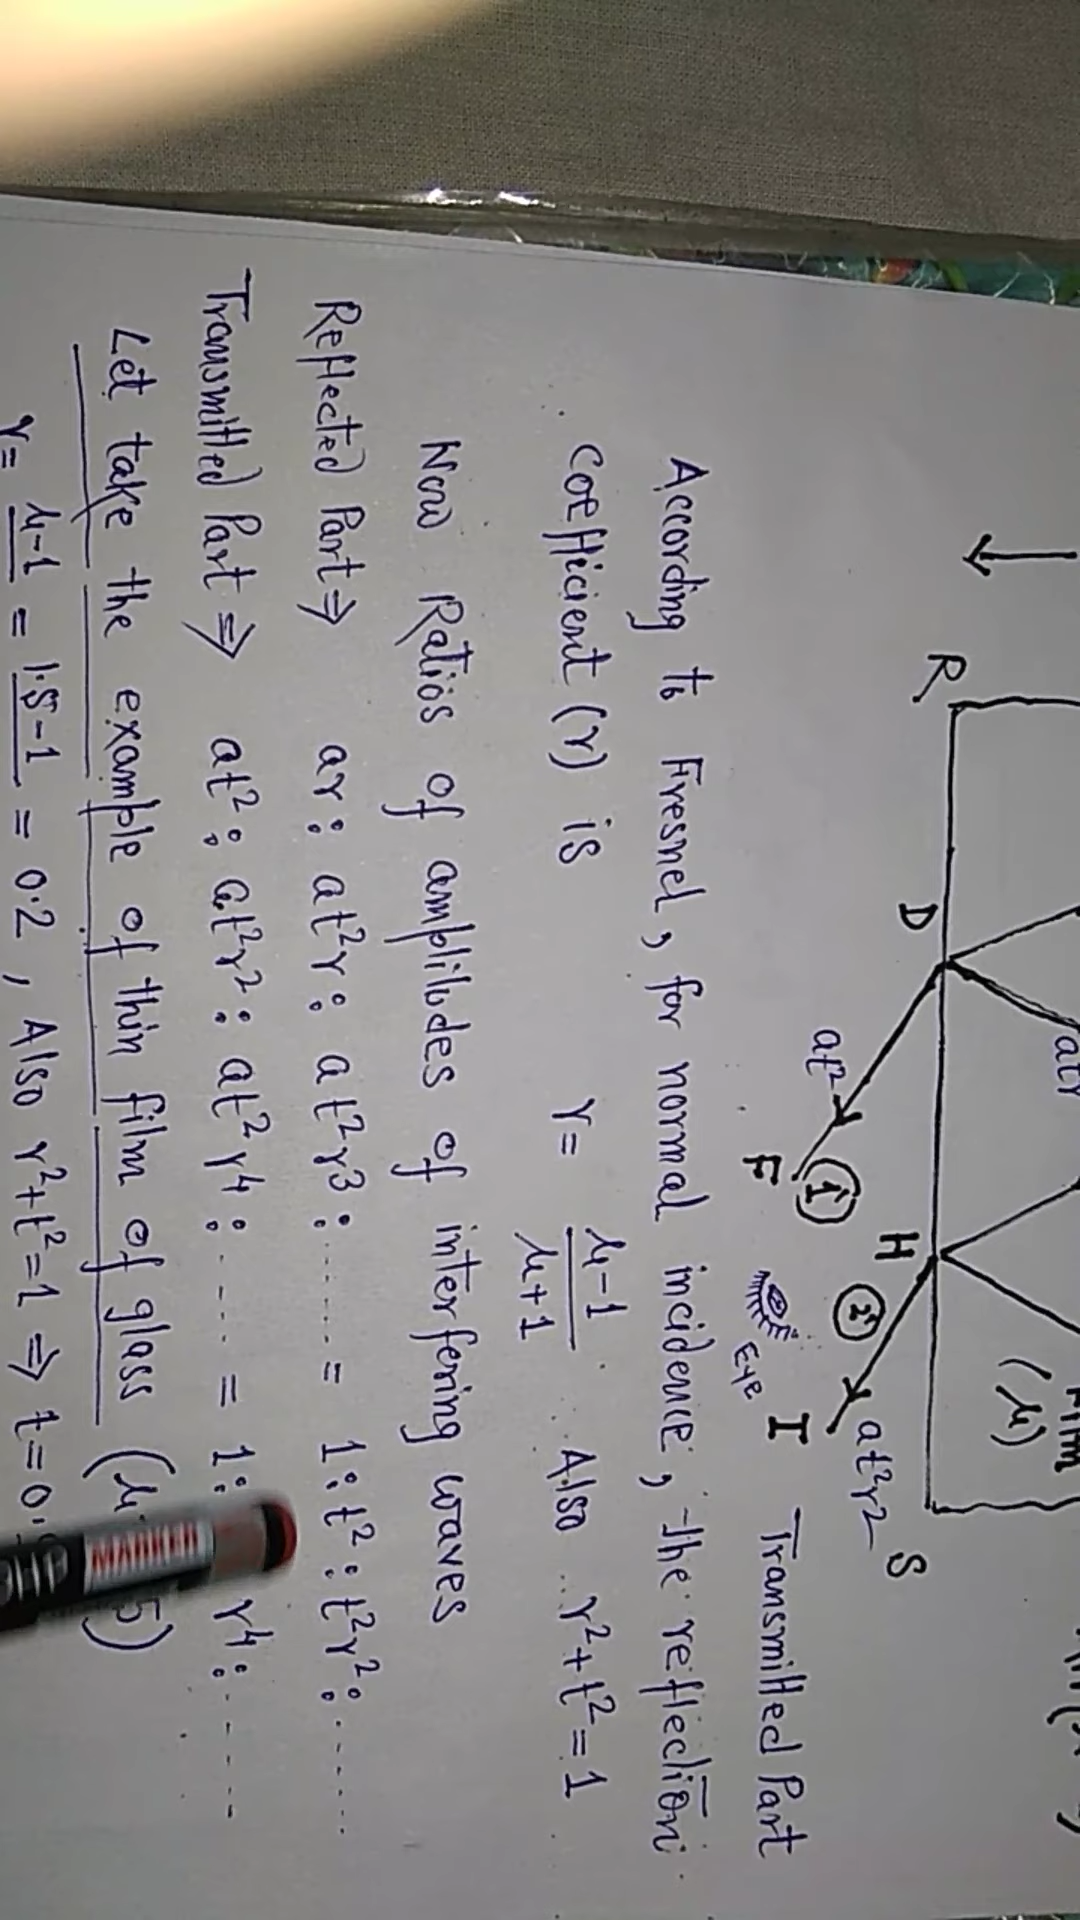 R
D
H
S
atr
Film
(μ)
at²
①
②
at²r²
F
Eye
I
Transmitted Part
According to Fresnel, for normal incidence, the reflection
Coefficient (r) is r = μ-1/μ+1 Also r²+t²=1
Now Ratios of amplitudes of interfering waves
Reflected Part ⇒ ar : at²r : at²r³ : ...... = 1 : t² : t²r² : ......
Transmitted Part ⇒ at² : at²r² : at²r⁴ : ..... = 1 : r⁴ : .....
Let take the example of thin film of glass (μ 5)
r = μ-1 = 1.5-1 = 0.2 , Also r²+t²=1 ⇒ t=0.
MARKER